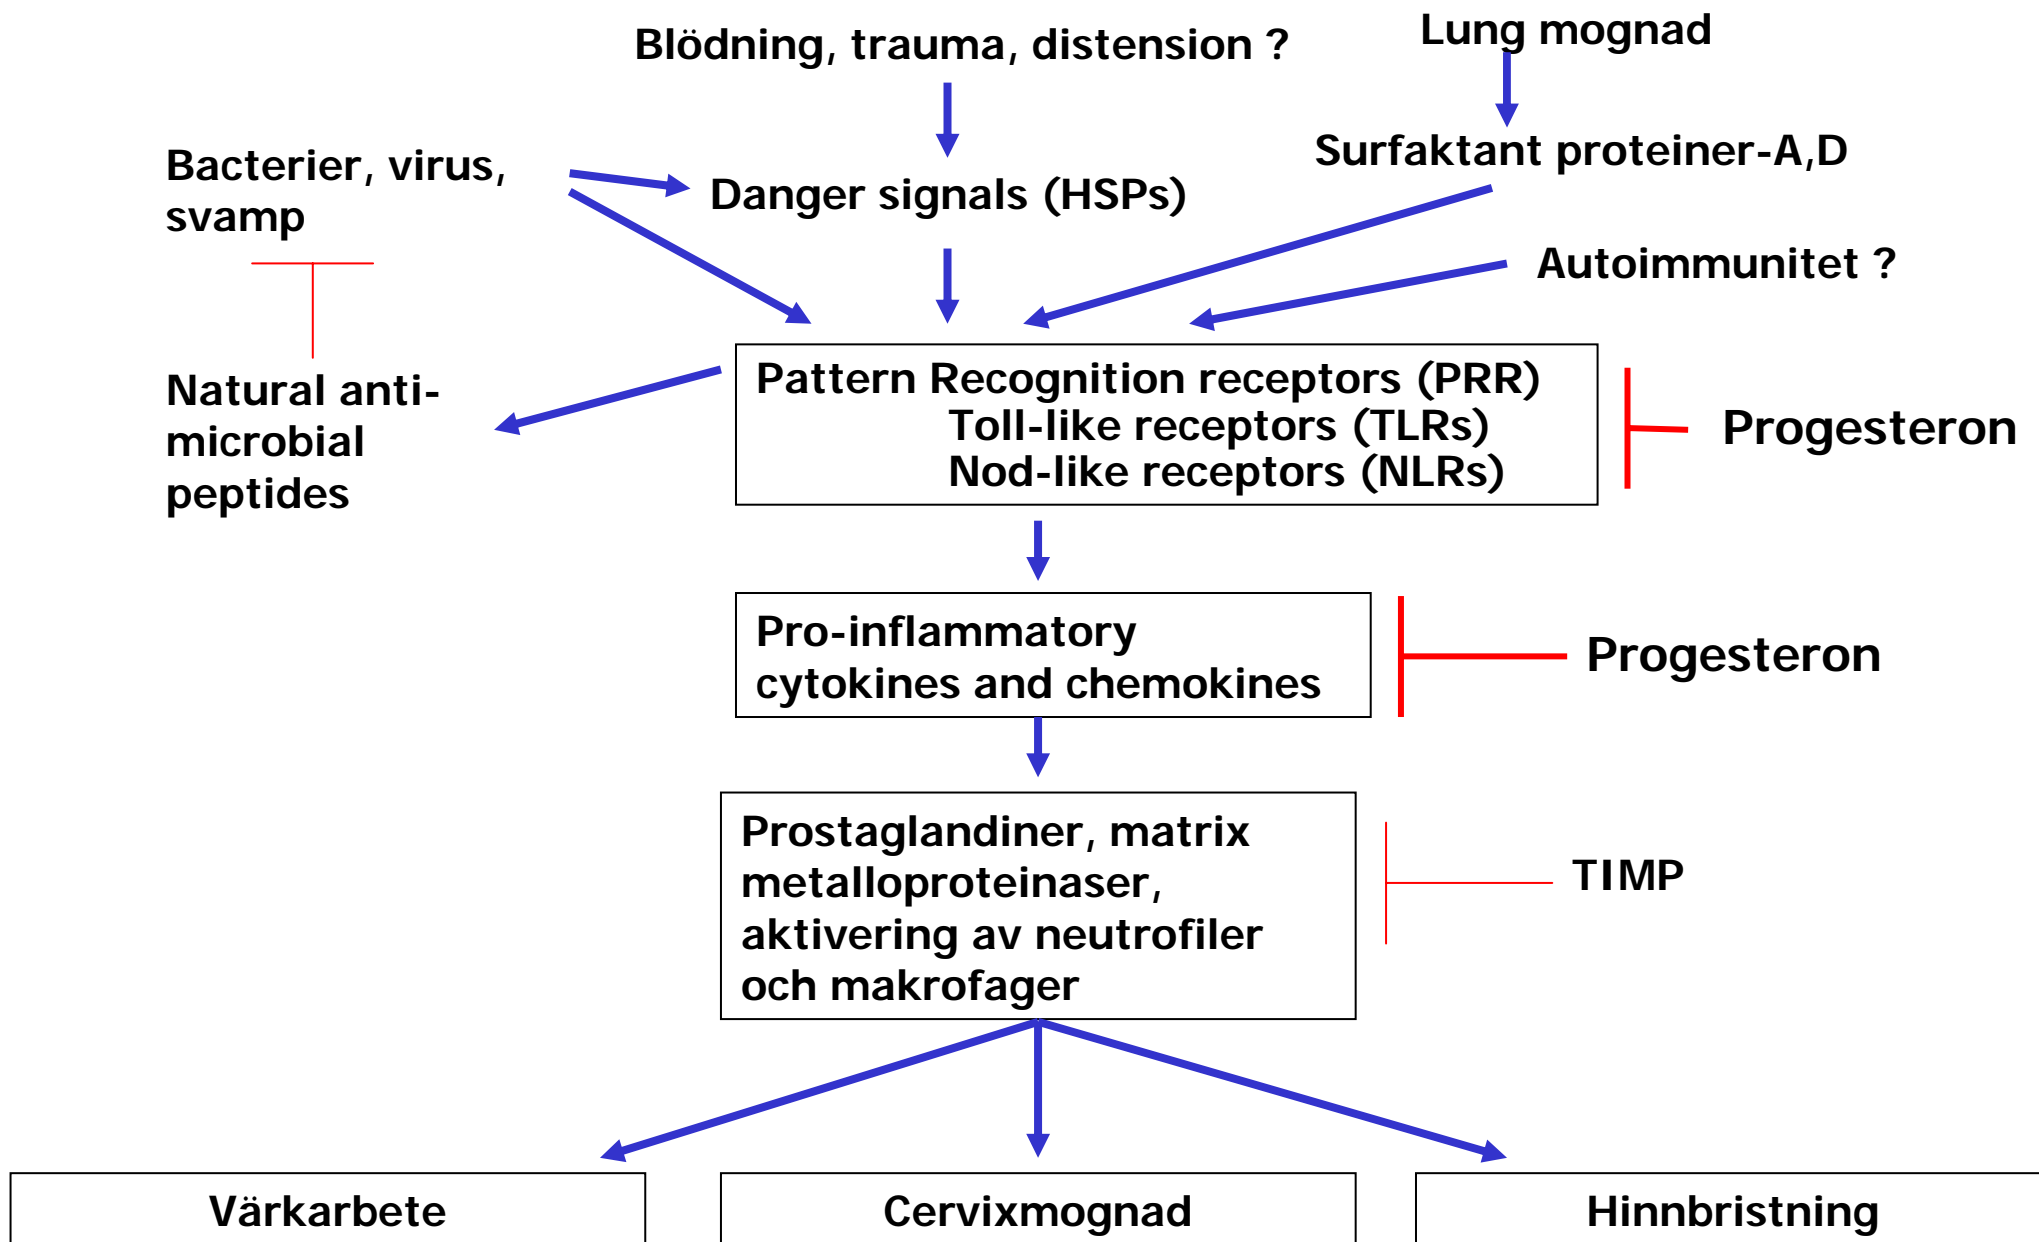 Blödning, trauma, distension ?
Lung mognad
Surfaktant proteiner-A,D
Bacterier, virus,
svamp
Danger signals (HSPs)
Autoimmunitet ?
Natural anti-
microbial
peptides
Pattern Recognition receptors (PRR)
Toll-like receptors (TLRs)
Nod-like receptors (NLRs)
Progesteron
Pro-inflammatory
cytokines and chemokines
Progesteron
Prostaglandiner, matrix
metalloproteinaser,
aktivering av neutrofiler
och makrofager
TIMP
Värkarbete
Cervixmognad
Hinnbristning